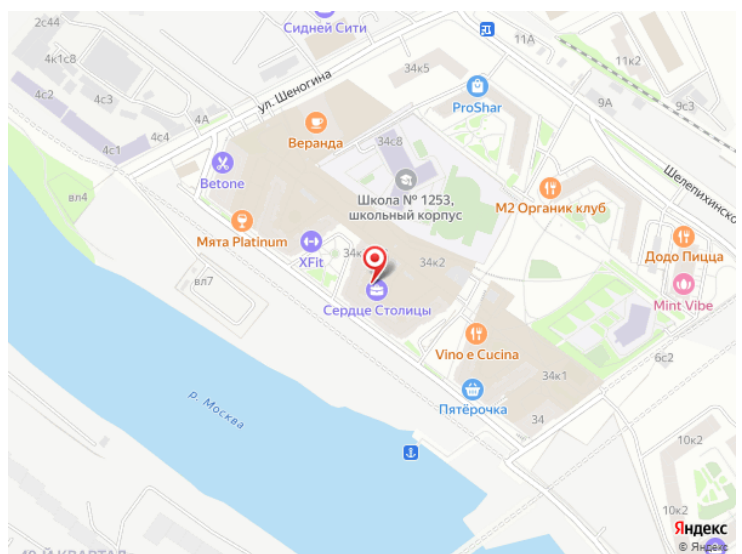 2с44
Сидней Сити
11А
4к1с8
34к5
11к2
ул. Шеногина
4с2
4с3
4А
ProShar
9А
9с3
4с1
4с4
Веранда
34с8
Шелепихинско
Betone
Школа № 1253,
школьный корпус
вл4
М2 Органик клуб
Мята Platinum
XFit
34к
34к2
Додо Пицца
вл7
Сердце Столицы
Mint Vibe
Vino e Cucina
6с2
34к1
Пятёрочка
р. Москва
34
10к2
10к2
Яндекс
© Яндекс